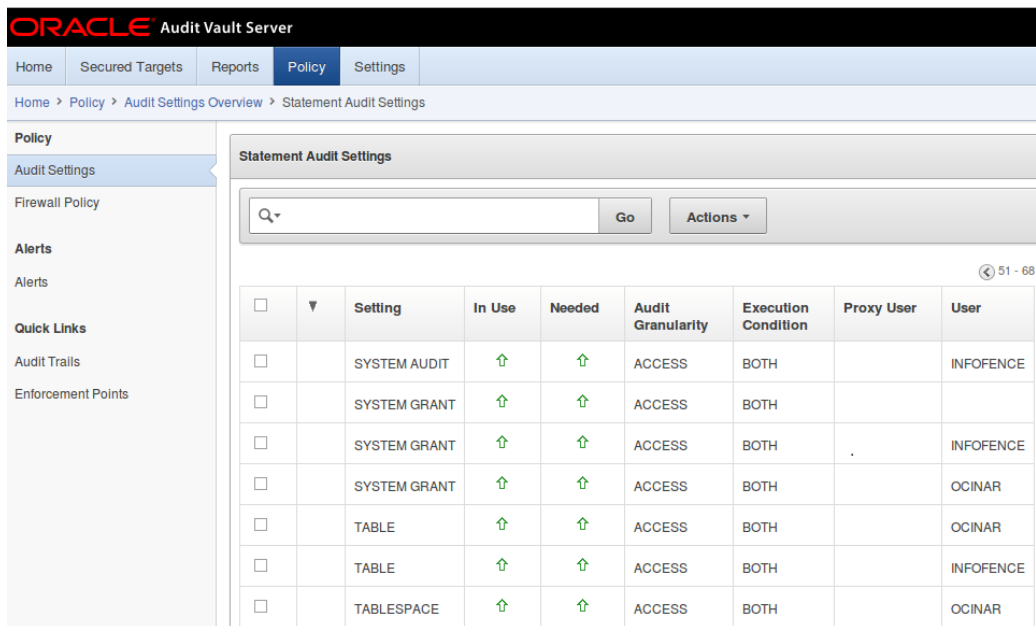 ORACLE Audit Vault Server
Home Secured Targets Reports Policy Settings
Home > Policy > Audit Settings Overview > Statement Audit Settings
Policy
Audit Settings
Firewall Policy
Alerts
Alerts
Quick Links
Audit Trails
Enforcement Points
Statement Audit Settings
Go Actions
51 - 68
Setting In Use Needed Audit Granularity Execution Condition Proxy User User
SYSTEM AUDIT ACCESS BOTH INFOFENCE
SYSTEM GRANT ACCESS BOTH
SYSTEM GRANT ACCESS BOTH . INFOFENCE
SYSTEM GRANT ACCESS BOTH OCINAR
TABLE ACCESS BOTH OCINAR
TABLE ACCESS BOTH INFOFENCE
TABLESPACE ACCESS BOTH OCINAR